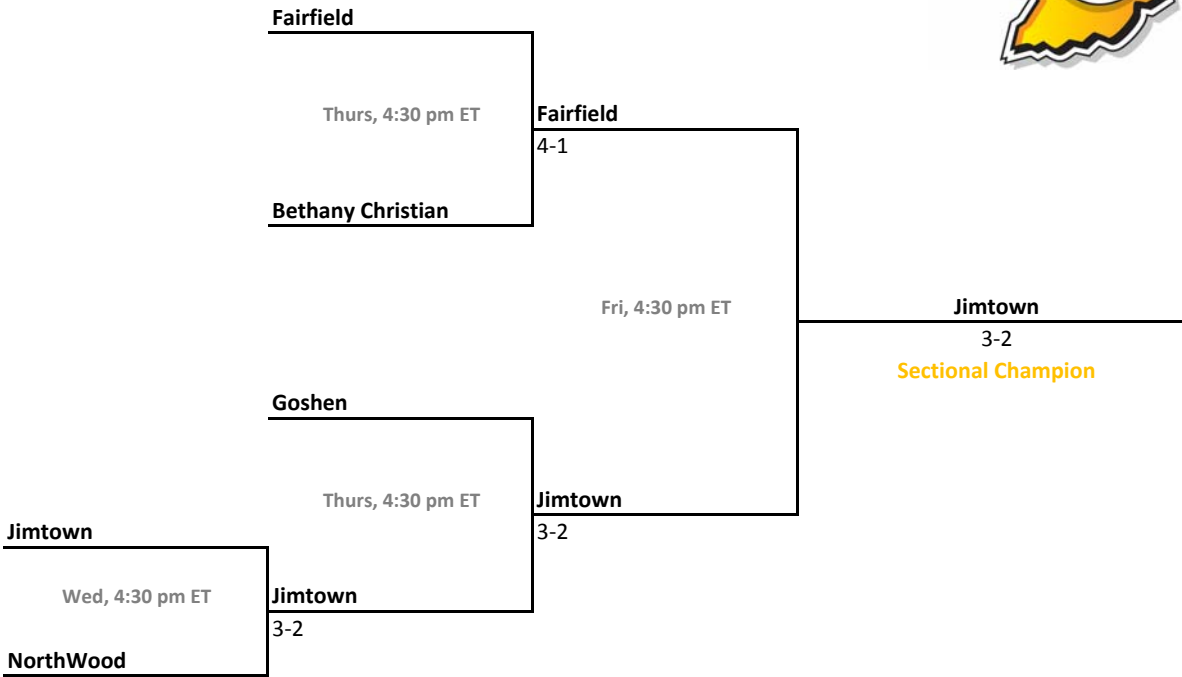 Fairfield
Thurs, 4:30 pm ET
Fairfield
4-1
Bethany Christian
Fri, 4:30 pm ET
Jimtown
3-2
Sectional Champion
Goshen
Thurs, 4:30 pm ET
Jimtown
3-2
Jimtown
Wed, 4:30 pm ET
Jimtown
3-2
NorthWood